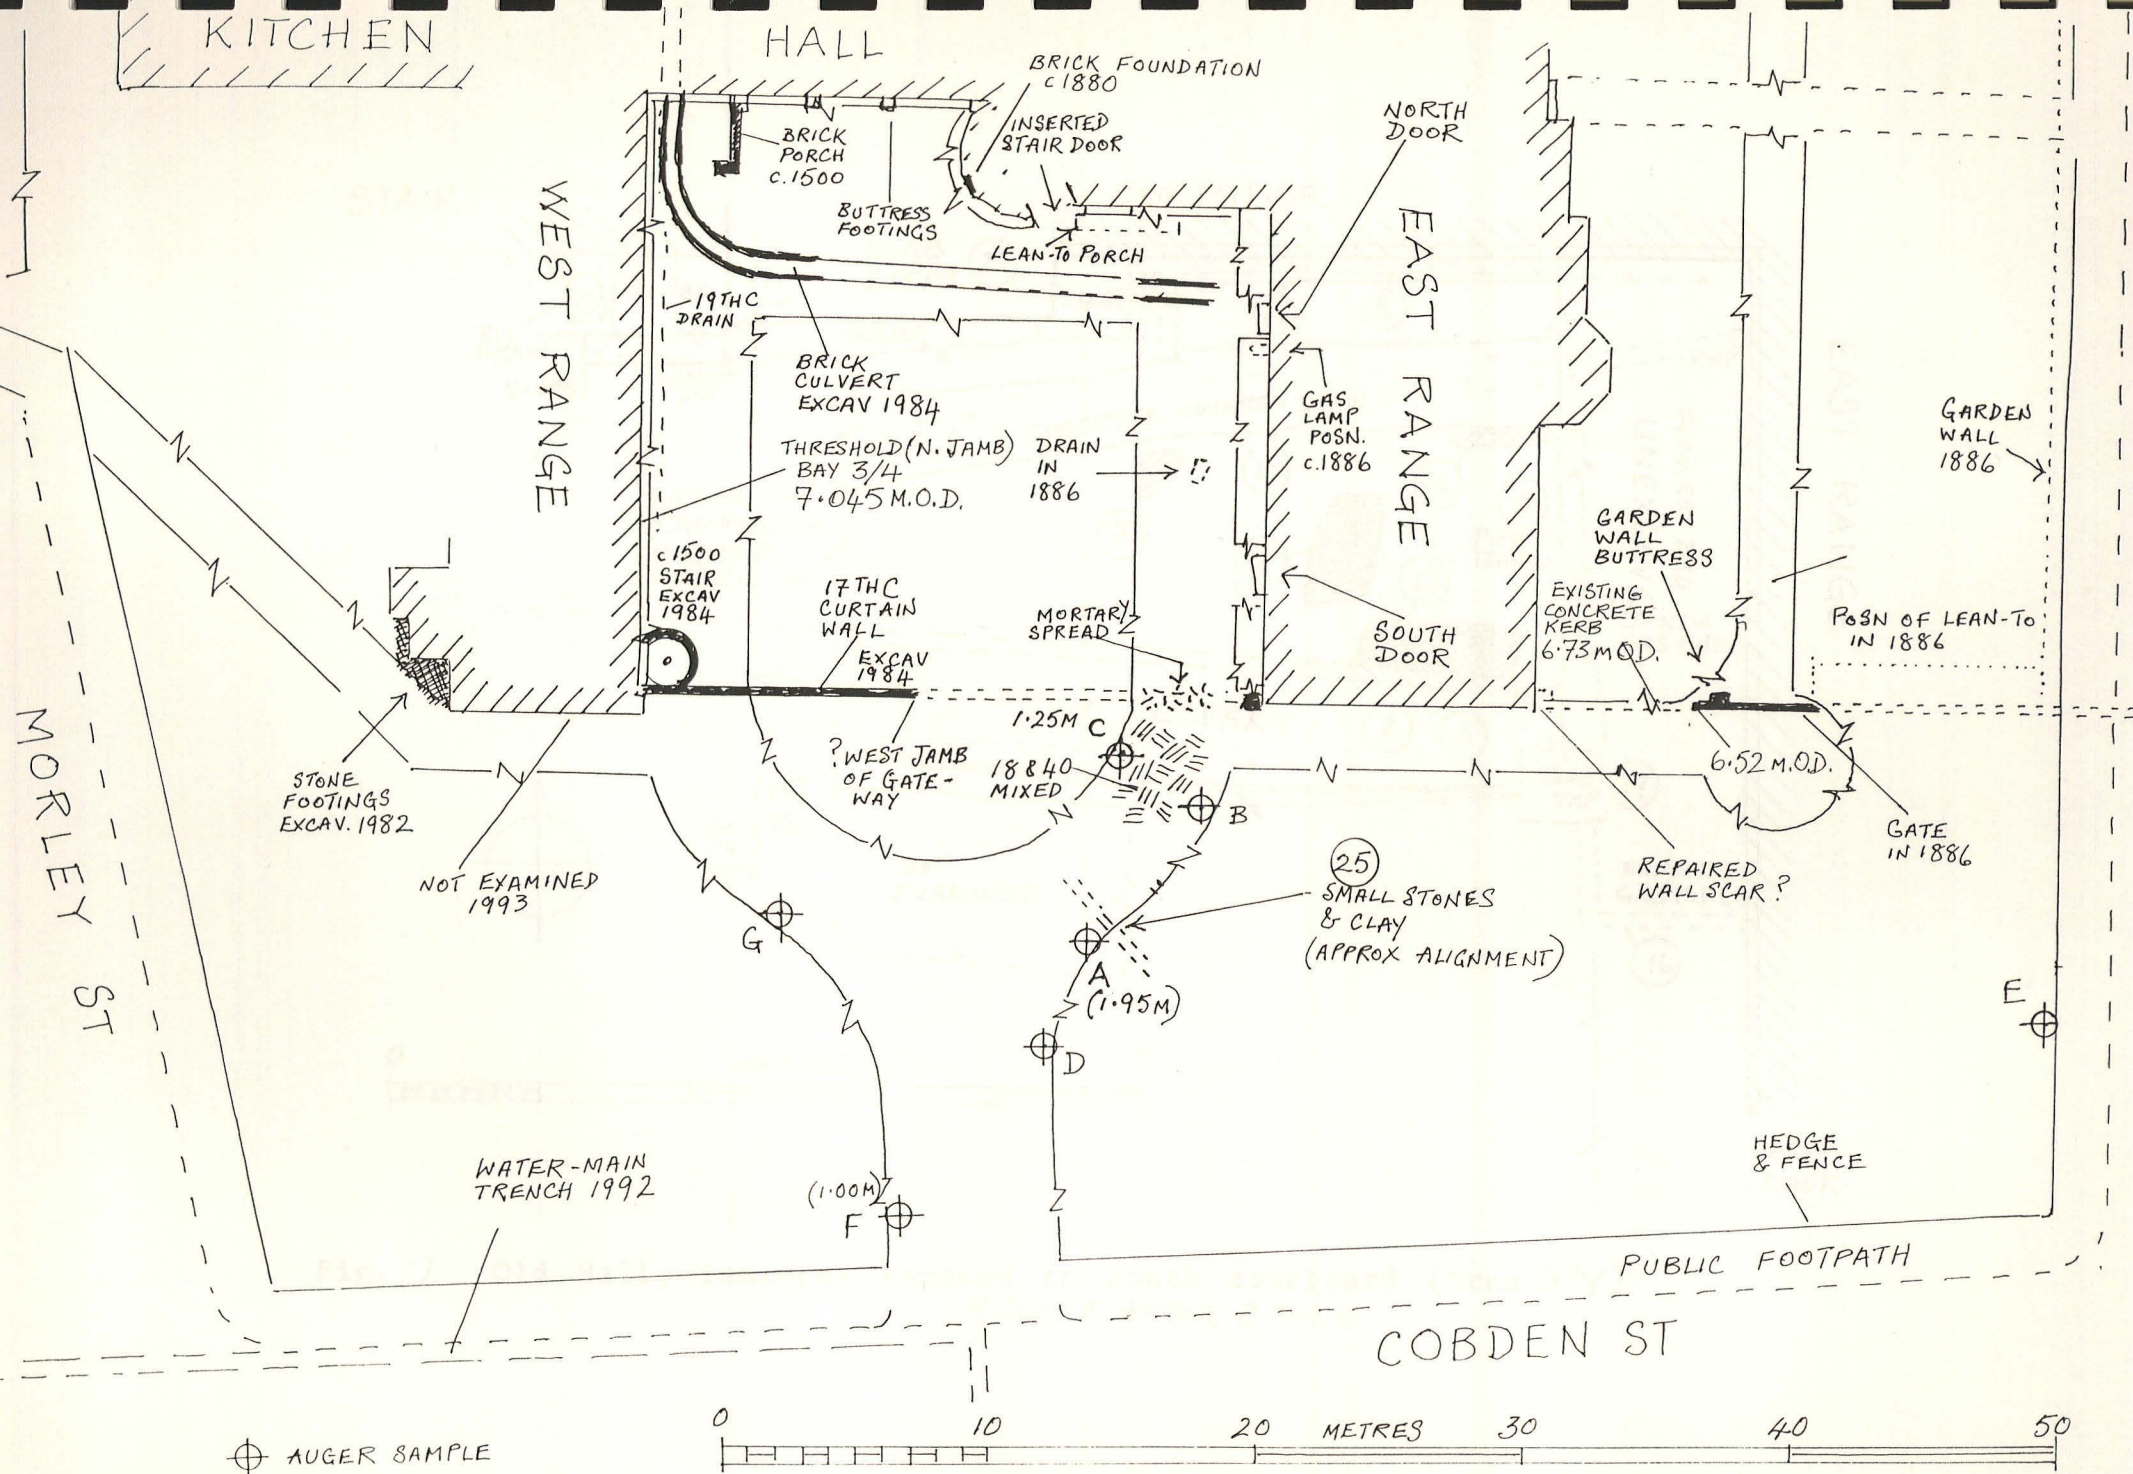 KITCHEN
HALL
BRICK FOUNDATION
c1880
INSERTED
STAIR DOOR
NORTH
DOOR
BRICK
PORCH
c.1500
BUTTRESS
FOOTINGS
LEAN-TO PORCH
WEST RANGE
EAST RANGE
19THC
DRAIN
BRICK
CULVERT
EXCAV 1984
GAS
LAMP
POSN.
c.1886
GARDEN
WALL
1886
THRESHOLD (N. JAMB)
BAY 3/4
7.045 M.O.D.
DRAIN
IN
1886
GARDEN
WALL
BUTTRESS
c1500
STAIR
EXCAV
1984
17THC
CURTAIN
WALL
EXCAV
1984
MORTAR
SPREAD
SOUTH
DOOR
EXISTING
CONCRETE
KERB
6.73 M.O.D.
POSN OF LEAN-TO
IN 1886
1.25M
C
?WEST JAMB
OF GATE-
WAY
18840
MIXED
B
6.52 M.O.D.
GATE
IN 1886
STONE
FOOTINGS
EXCAV. 1982
MORLEY ST
NOT EXAMINED
1993
REPAIRED
WALL SCAR ?
25
SMALL STONES
& CLAY
(APPROX ALIGNMENT)
G
A
(1.95M)
E
D
HEDGE
& FENCE
WATER-MAIN
TRENCH 1992
(1.00M)
F
PUBLIC FOOTPATH
COBDEN ST
0 10 20 METRES 30 40 50
AUGER SAMPLE